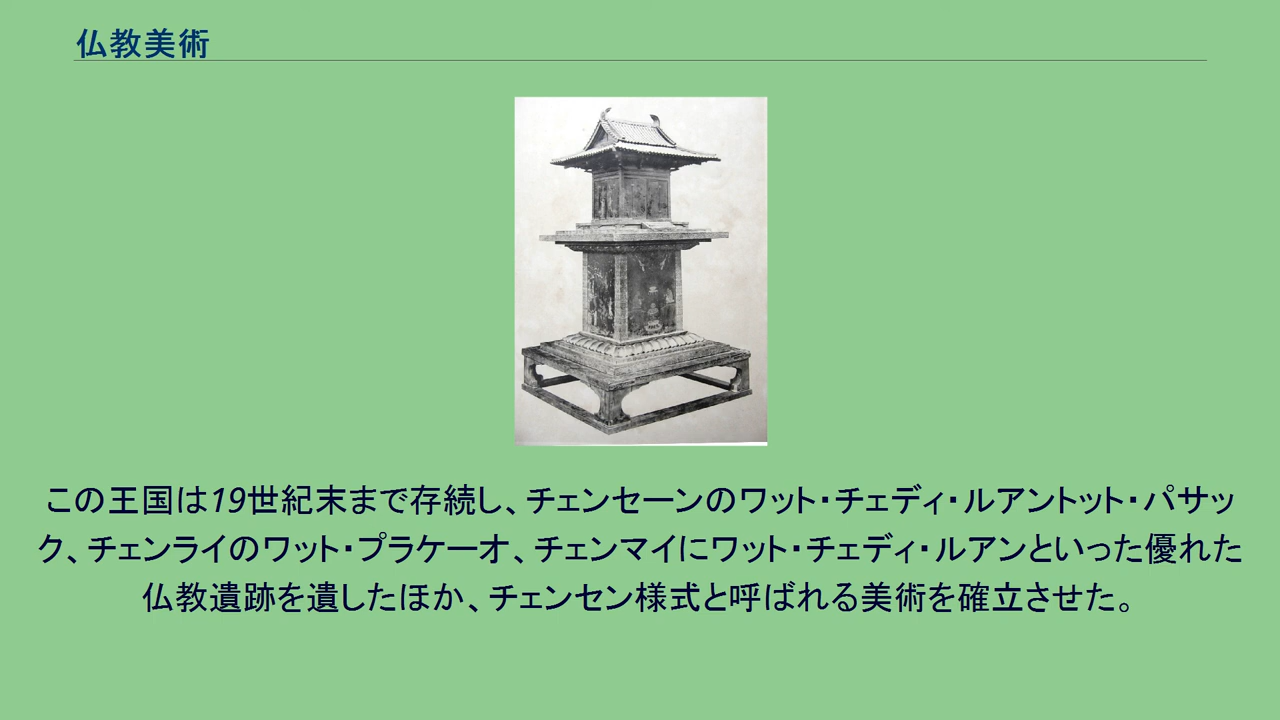 仏教美術
この王国は19世紀末まで存続し、チェンセーンのワット・チェディ・ルアントット・パサッ
ク、チェンライのワット・プラケーオ、チェンマイにワット・チェディ・ルアンといった優れた
仏教遺跡を遺したほか、チェンセン様式と呼ばれる美術を確立させた。